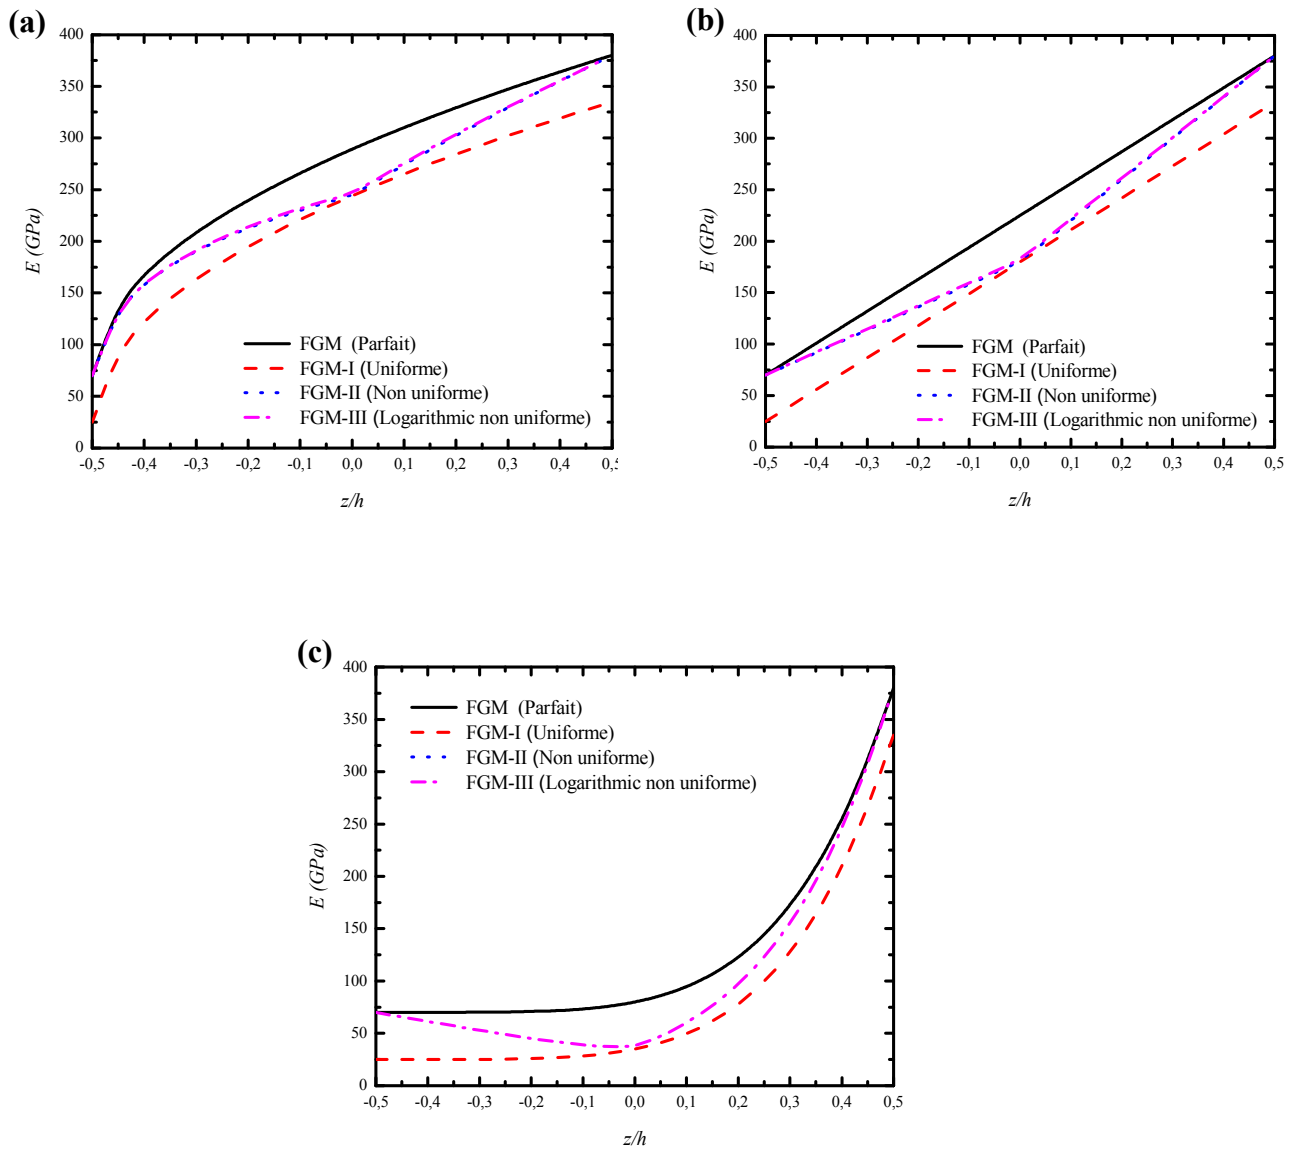 (a)
400
350
300
250
200
150
100
50
0
E (GPa)
FGM (Parfait)
FGM-I (Uniforme)
FGM-II (Non uniforme)
FGM-III (Logarithmic non uniforme)
-0,5 -0,4 -0,3 -0,2 -0,1 0,0 0,1 0,2 0,3 0,4 0,5
z/h
(b)
400
350
300
250
200
150
100
50
0
E (GPa)
FGM (Parfait)
FGM-I (Uniforme)
FGM-II (Non uniforme)
FGM-III (Logarithmic non uniforme)
-0,5 -0,4 -0,3 -0,2 -0,1 0,0 0,1 0,2 0,3 0,4 0,5
z/h
(c)
400
350
300
250
200
150
100
50
0
E (GPa)
FGM (Parfait)
FGM-I (Uniforme)
FGM-II (Non uniforme)
FGM-III (Logarithmic non uniforme)
-0,5 -0,4 -0,3 -0,2 -0,1 0,0 0,1 0,2 0,3 0,4 0,5
z/h